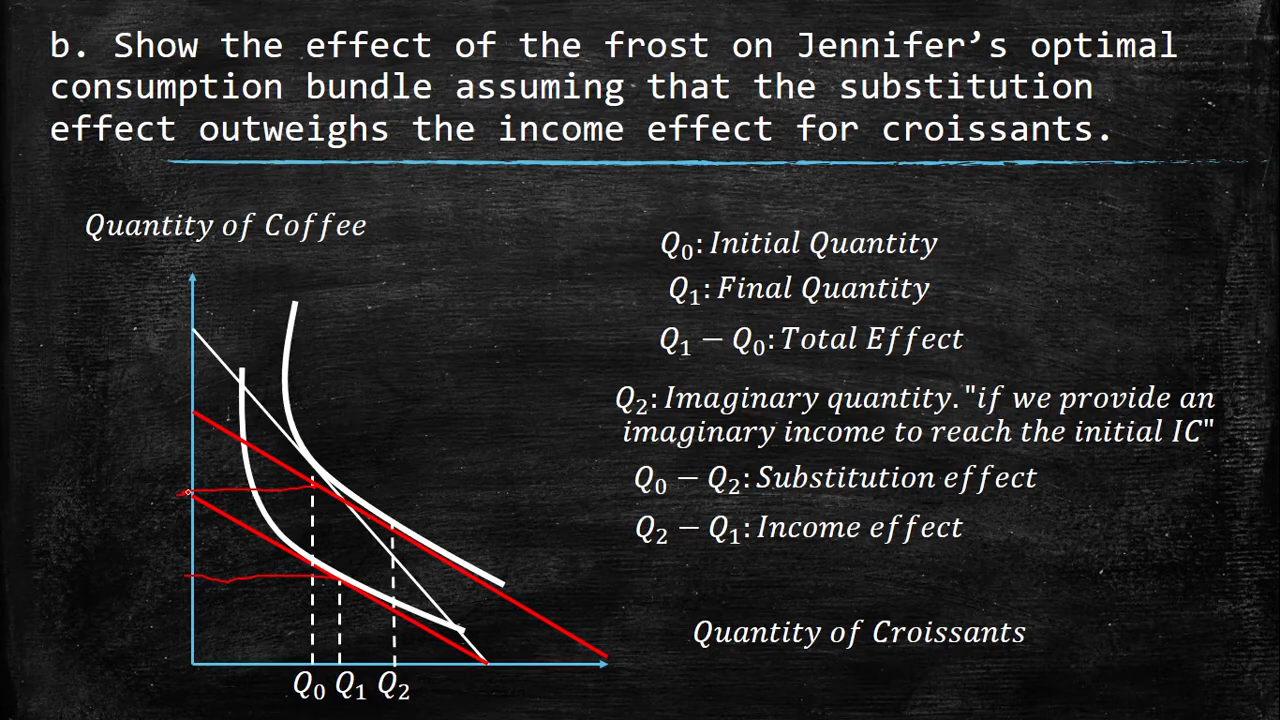 b. Show the effect of the frost on Jennifer’s optimal
consumption bundle assuming that the substitution
effect outweighs the income effect for croissants.
Quantity of Coffee
Q₀: Initial Quantity
Q₁: Final Quantity
Q₁ − Q₀: Total Effect
Q₂: Imaginary quantity. "if we provide an
imaginary income to reach the initial IC"
Q₀ − Q₂: Substitution effect
Q₂ − Q₁: Income effect
Quantity of Croissants
Q₀ Q₁ Q₂